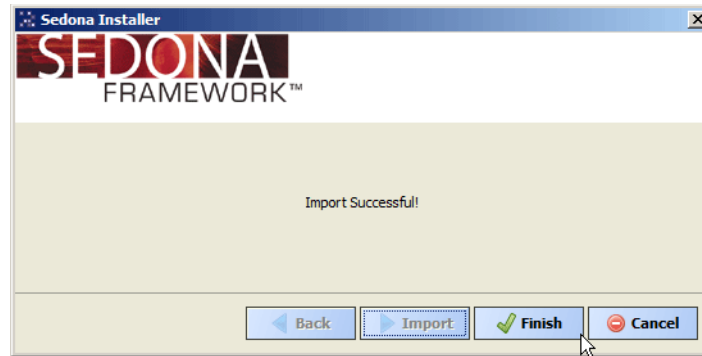 Sedona Installer
SEDONA
FRAMEWORK™
Import Successful!
Back Import Finish Cancel